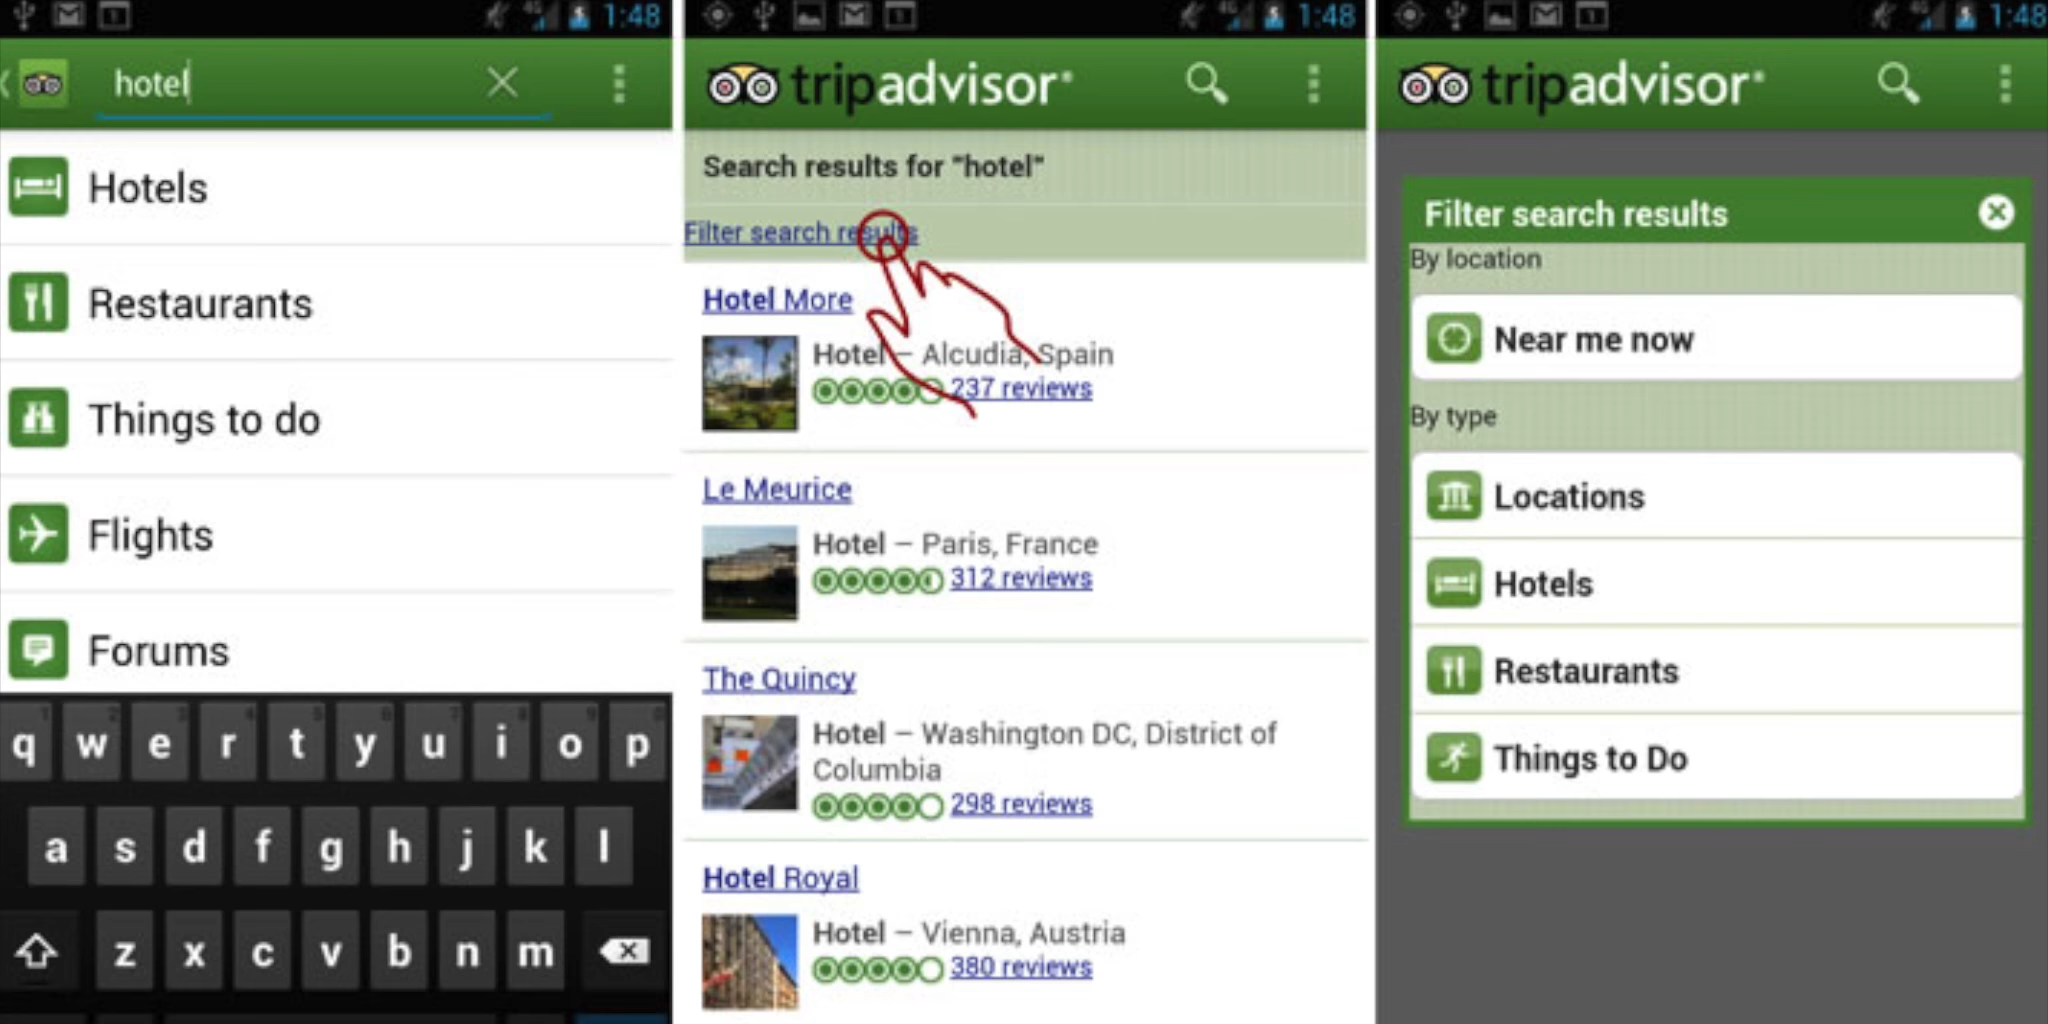 1:48
hotel
Hotels
Restaurants
Things to do
Flights
Forums
q w e r t y u i o p
a s d f g h j k l
z x c v b n m
1:48
tripadvisor®
Search results for "hotel"
Filter search results
Hotel More
Hotel – Alcudia, Spain
237 reviews
Le Meurice
Hotel – Paris, France
312 reviews
The Quincy
Hotel – Washington DC, District of
Columbia
298 reviews
Hotel Royal
Hotel – Vienna, Austria
380 reviews
1:48
tripadvisor®
Filter search results
By location
Near me now
By type
Locations
Hotels
Restaurants
Things to Do